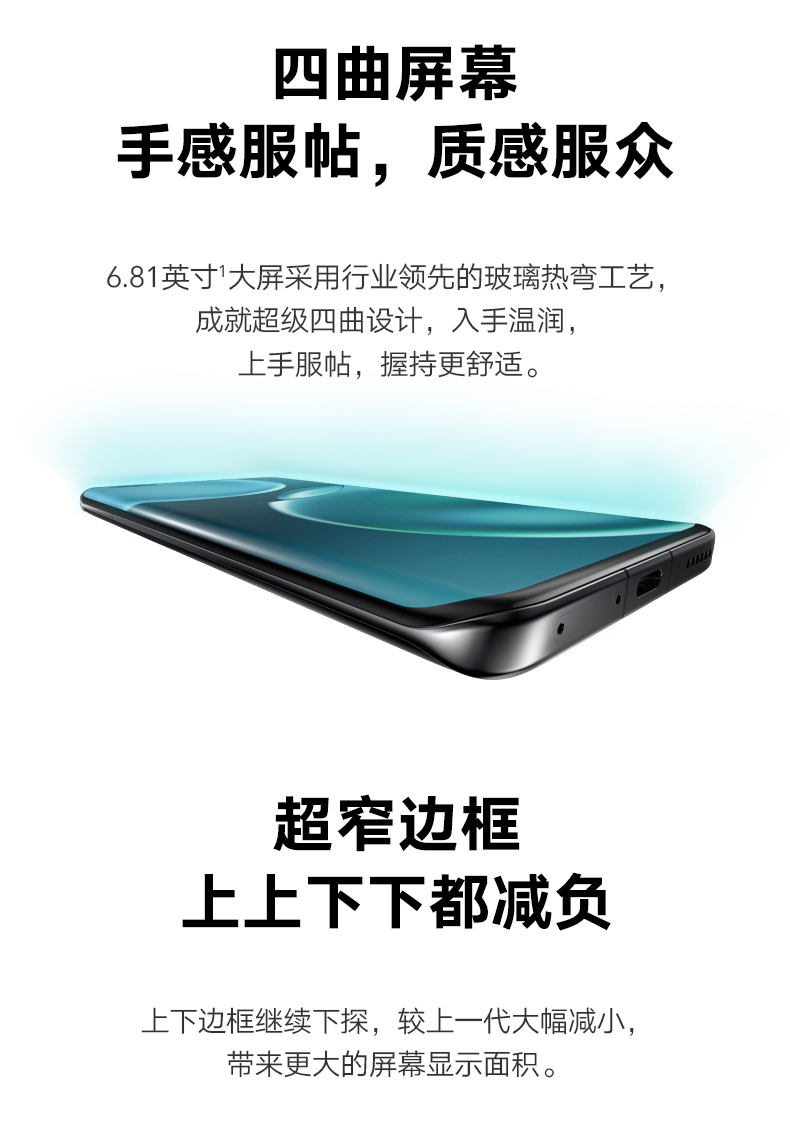 四曲屏幕
手感服帖，质感服众
6.81英寸¹大屏采用行业领先的玻璃热弯工艺，
成就超级四曲设计，入手温润，
上手服帖，握持更舒适。
超窄边框
上上下下都减负
上下边框继续下探，较上一代大幅减小，
带来更大的屏幕显示面积。